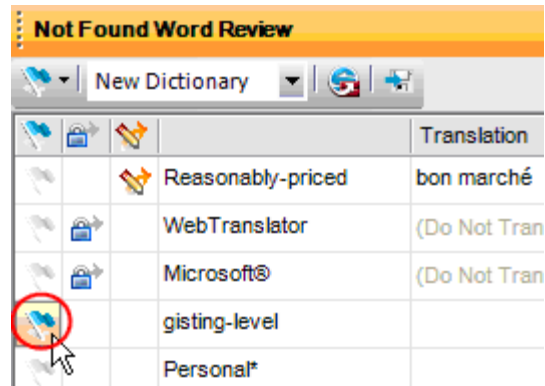 Not Found Word Review
New Dictionary
Translation
Reasonably-priced bon marché
WebTranslator (Do Not Tran
Microsoft® (Do Not Tran
gisting-level
Personal*